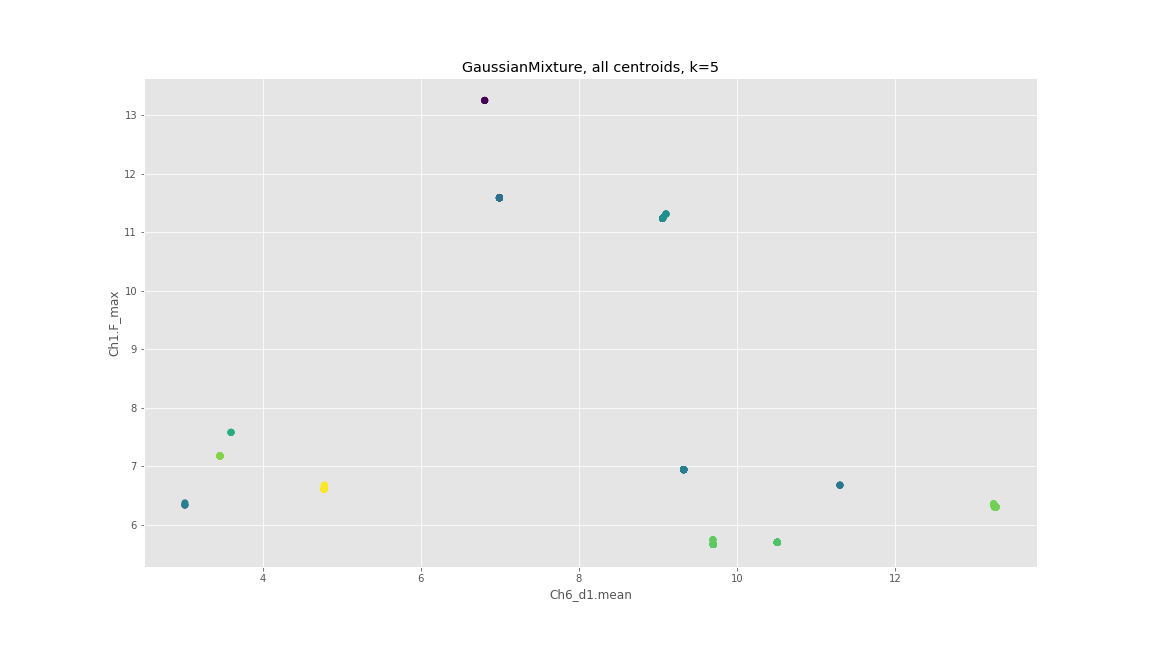 GaussianMixture, all centroids, k=5
13
12
11
10
9
8
7
6
Ch1.F_max
4 6 8 10 12
Ch6_d1.mean